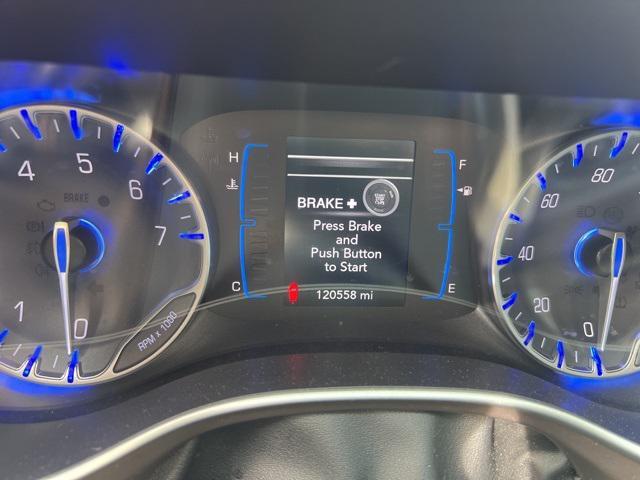 4
5
6
7
1
0
RPM x 1000
BRAKE
H
C
BRAKE +
Press Brake
and
Push Button
to Start
120558 mi
F
E
80
60
40
20
0